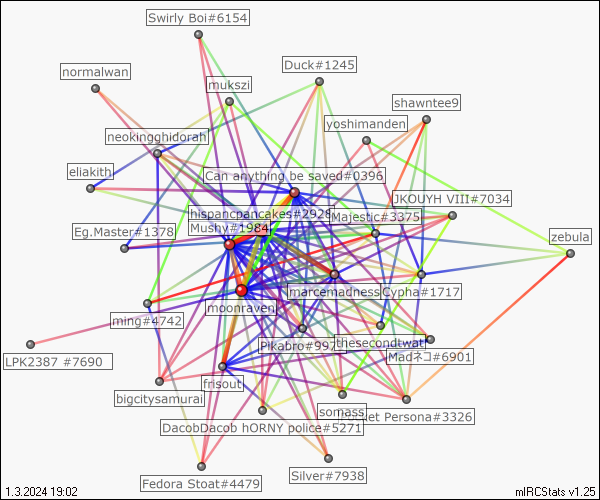 Swirly Boi#6154
Duck#1245
normalwan
mukszi
shawntee9
yoshimanden
neokingghidorah
eliakith
Can anything be saved#0396
JKOUYH VIII#7034
hispancpancakes#2928
Majestic#3375
Mushy#1984
Eg.Master#1378
zebula
marcemadness
Cypha#1717
moonraven
ming#4742
Pikabro#997
thesecondtwat
Madネコ#6901
LPK2387 #7690
frisout
bigcitysamurai
somass
Persona#3326
DacobDacob hORNY police#5271
Silver#7938
Fedora Stoat#4479
1.3.2024 19:02
mIRCStats v1.25